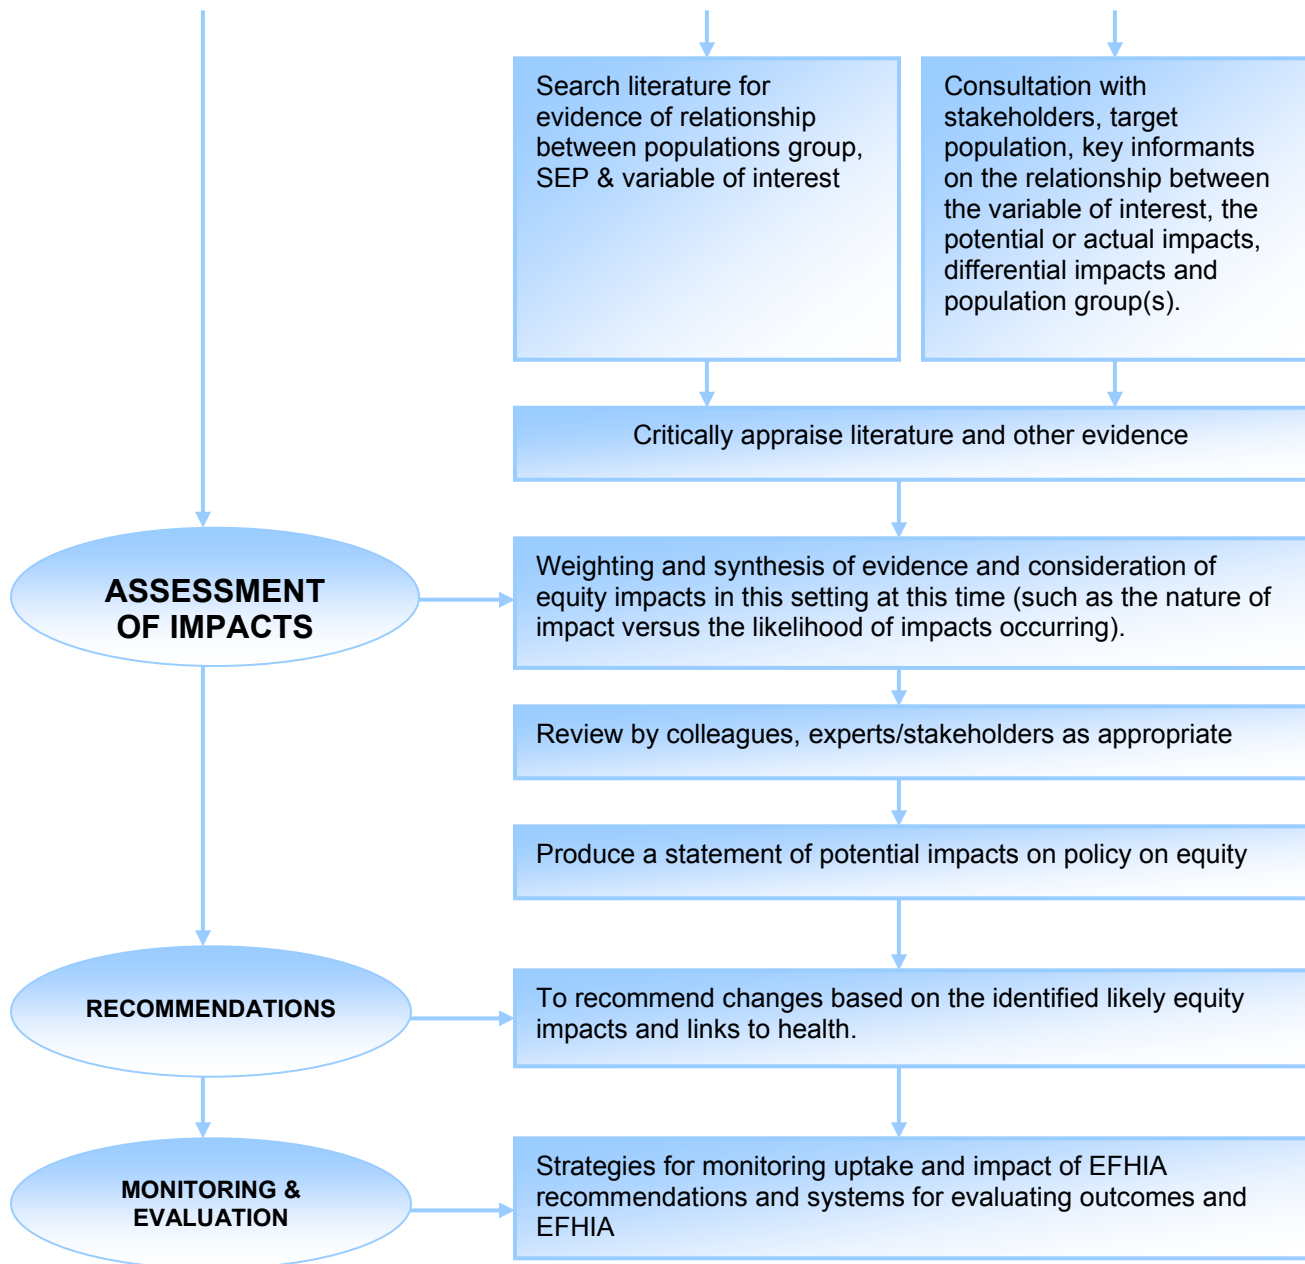 Search literature for
evidence of relationship
between populations group,
SEP & variable of interest
Consultation with
stakeholders, target
population, key informants
on the relationship between
the variable of interest, the
potential or actual impacts,
differential impacts and
population group(s).
Critically appraise literature and other evidence
ASSESSMENT
OF IMPACTS
Weighting and synthesis of evidence and consideration of
equity impacts in this setting at this time (such as the nature of
impact versus the likelihood of impacts occurring).
Review by colleagues, experts/stakeholders as appropriate
Produce a statement of potential impacts on policy on equity
RECOMMENDATIONS
To recommend changes based on the identified likely equity
impacts and links to health.
MONITORING &
EVALUATION
Strategies for monitoring uptake and impact of EFHIA
recommendations and systems for evaluating outcomes and
EFHIA